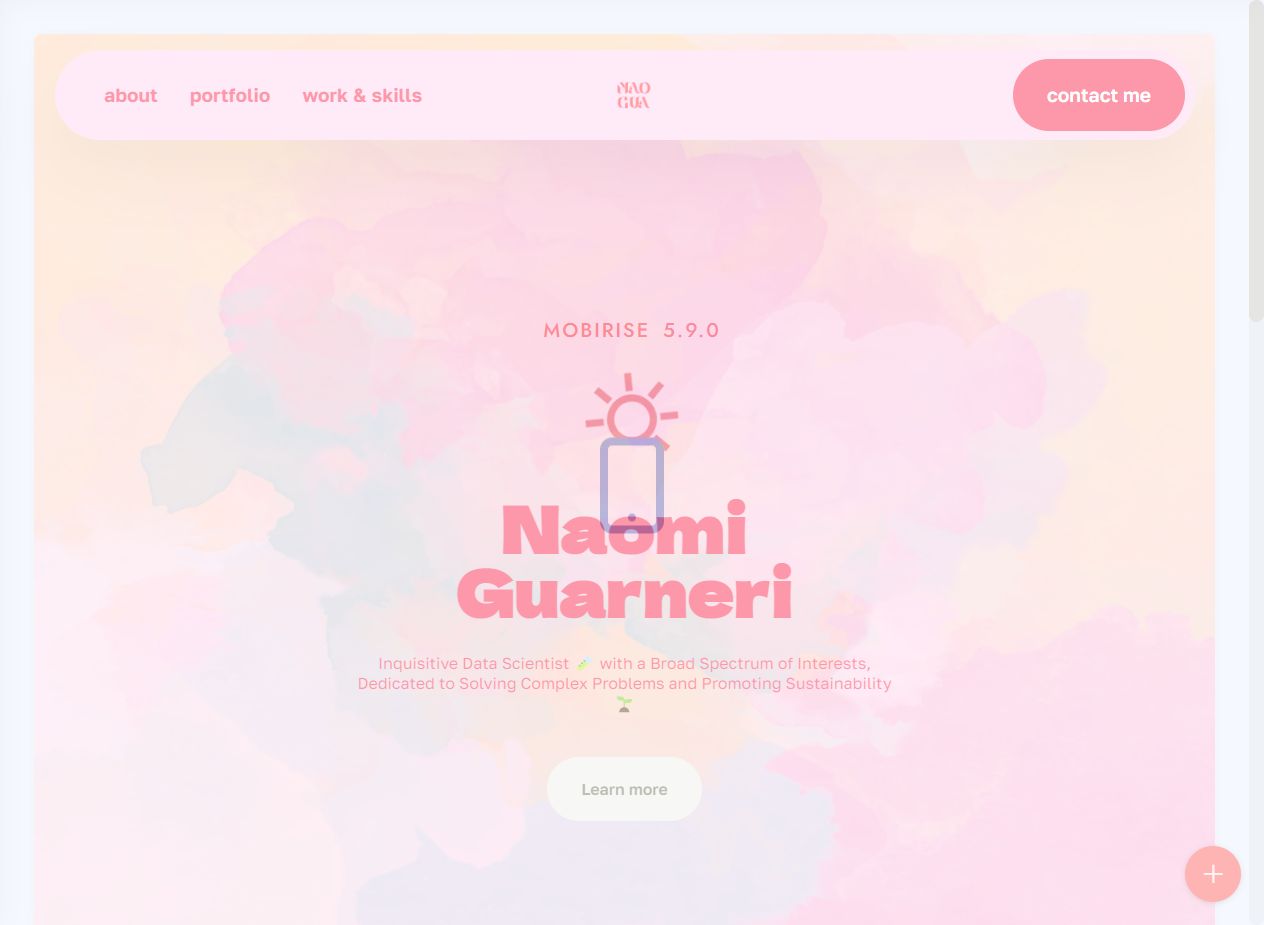 about portfolio work & skills NAO contact me
GUA
MOBIRISE 5.9.0
Naomi
Guarneri
Inquisitive Data Scientist 🧪 with a Broad Spectrum of Interests,
Dedicated to Solving Complex Problems and Promoting Sustainability
🌱
Learn more